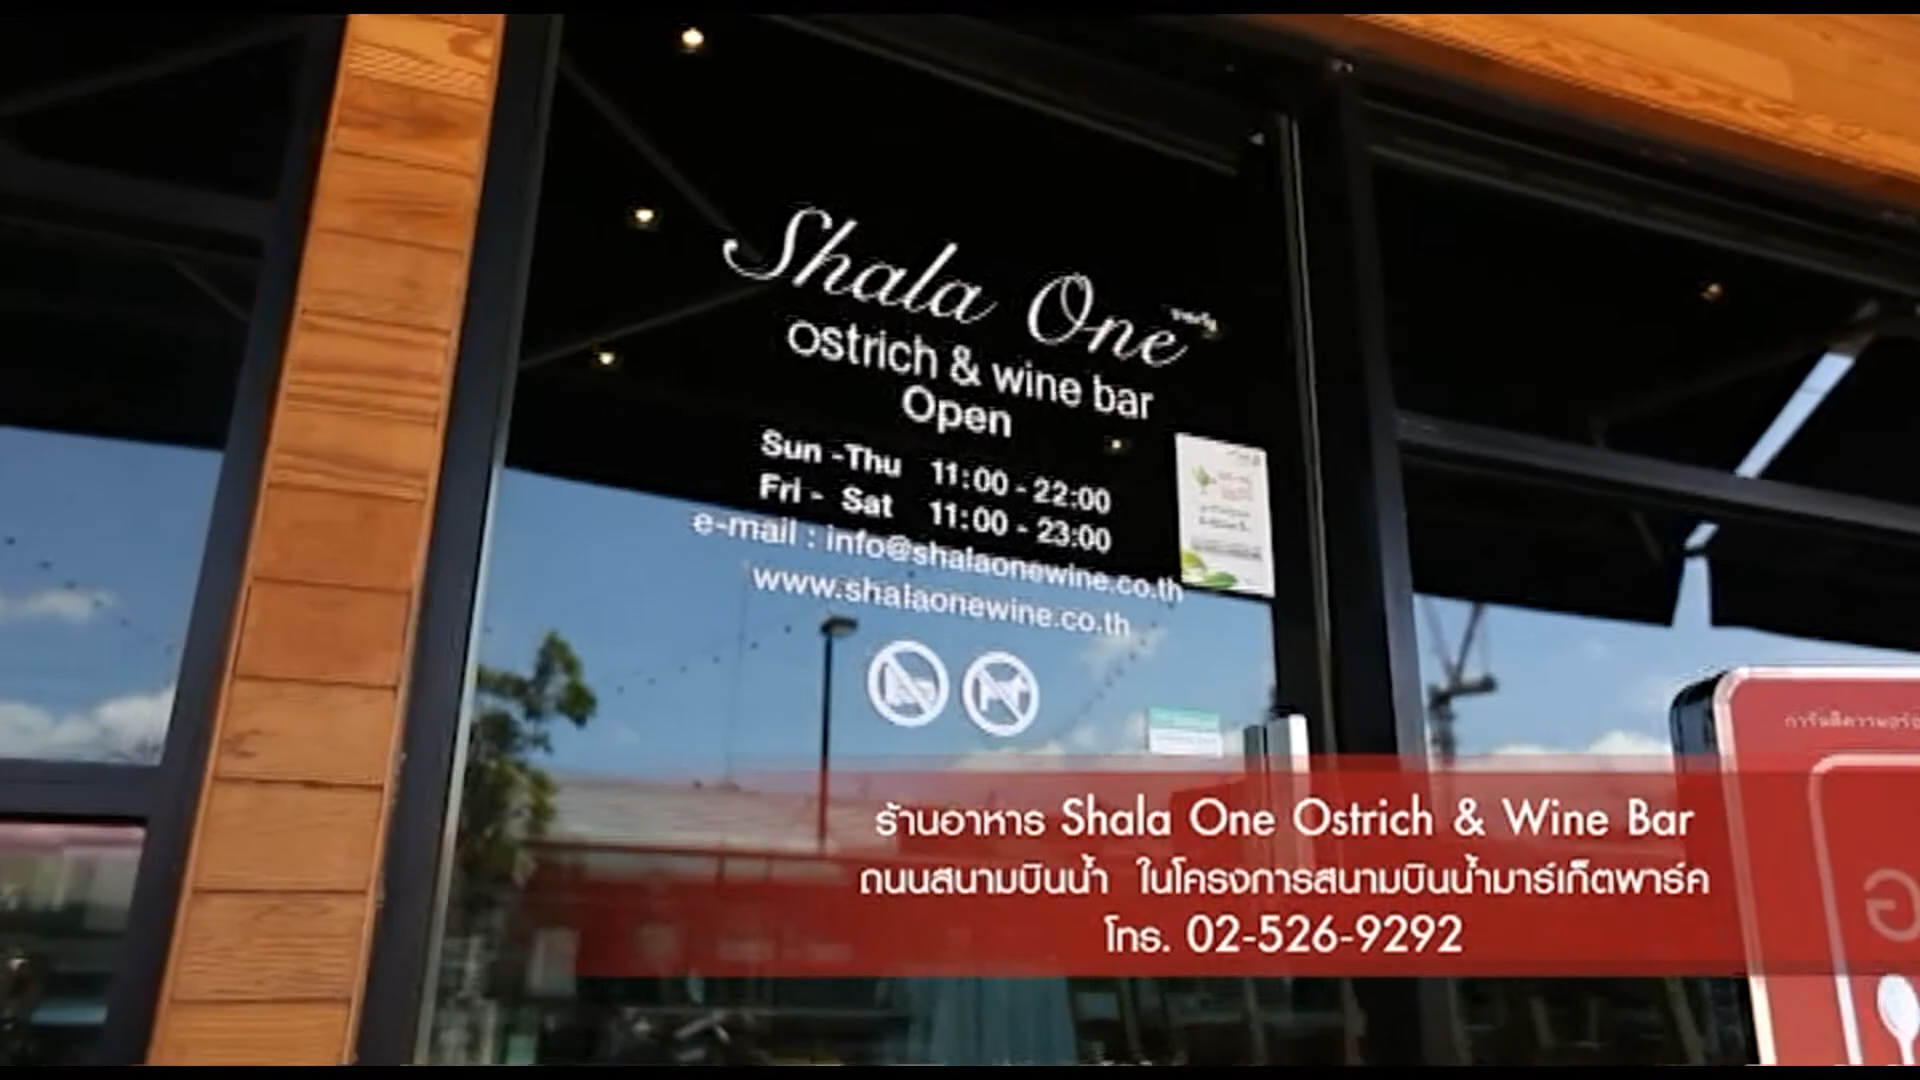 Shala One
Ostrich & wine bar
Open
Sun -Thu 11:00 - 22:00
Fri - Sat 11:00 - 23:00
e-mail : info@shalaonewine.co.th
www.shalaonewine.co.th
ร้านอาหาร Shala One Ostrich & Wine Bar
ถนนสนามบินน้ำ ในโครงการสนามบินน้ำมาร์เก็ตพาร์ค
โทร. 02-526-9292